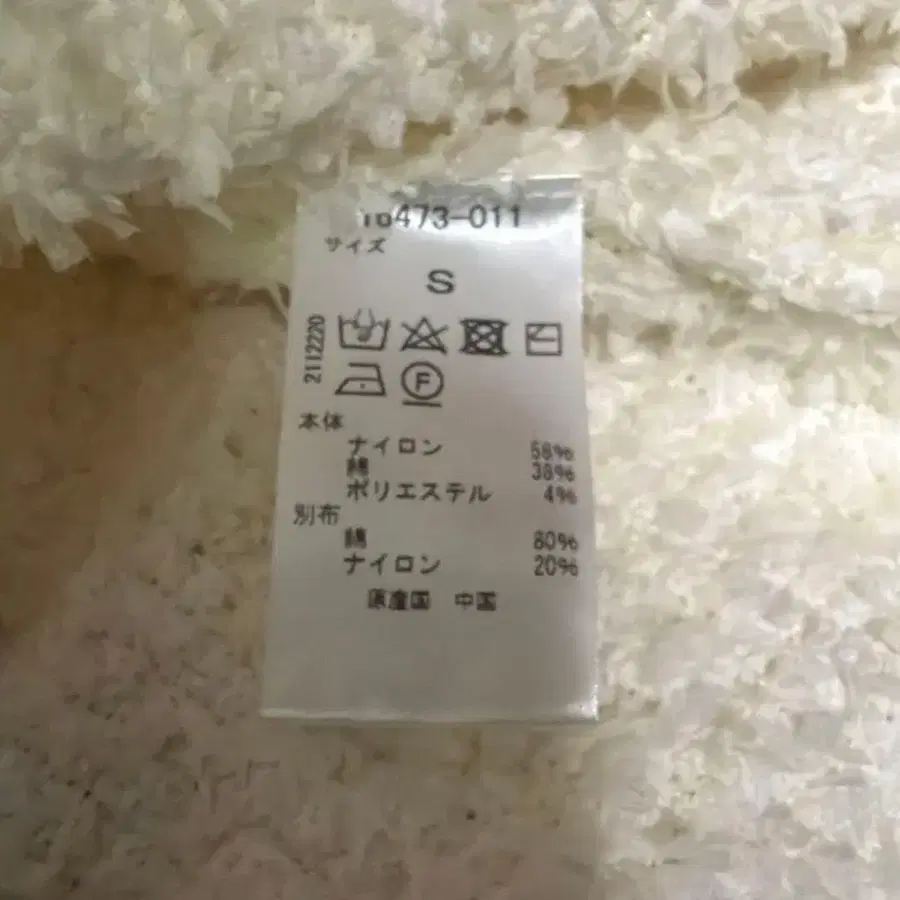 16473-011
サイズ
S
2112220
F
本体
ナイロン 58%
綿 38%
ポリエステル 4%
別布
綿 80%
ナイロン 20%
原産国 中国